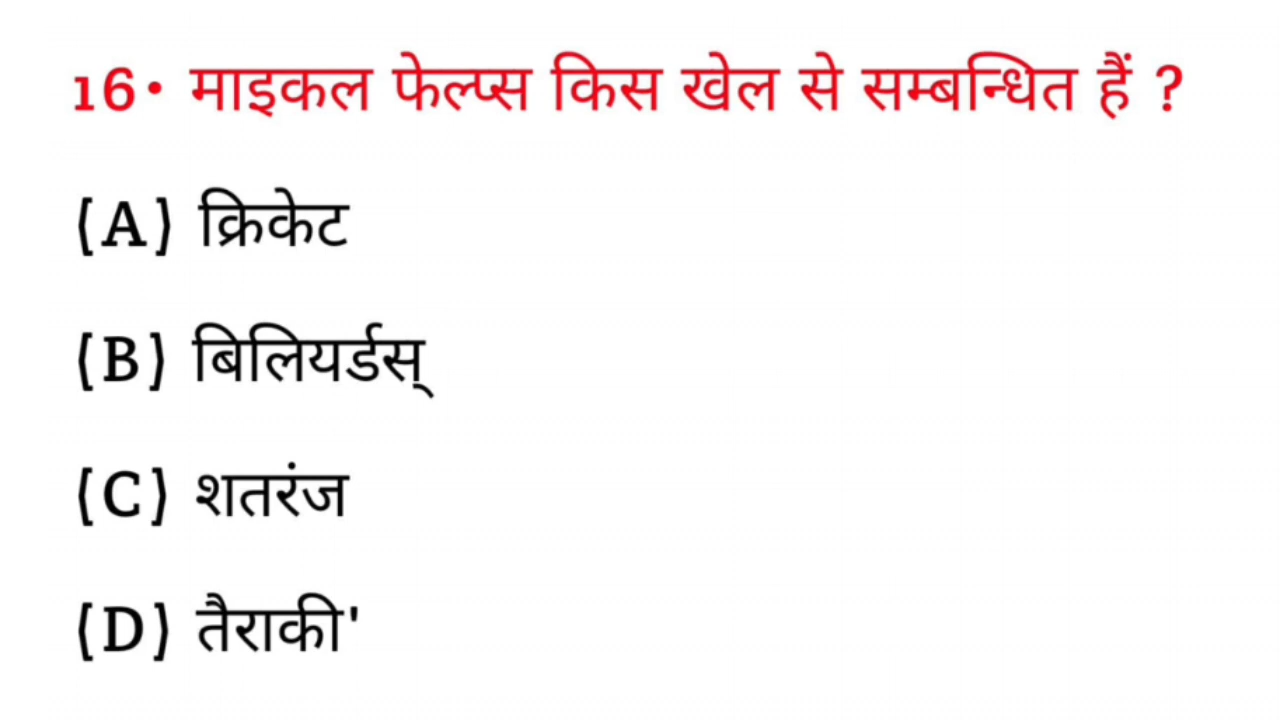 16• माइकल फेल्प्स किस खेल से सम्बन्धित हैं ?
(A) क्रिकेट
(B) बिलियर्डस्
(C) शतरंज
(D) तैराकी'